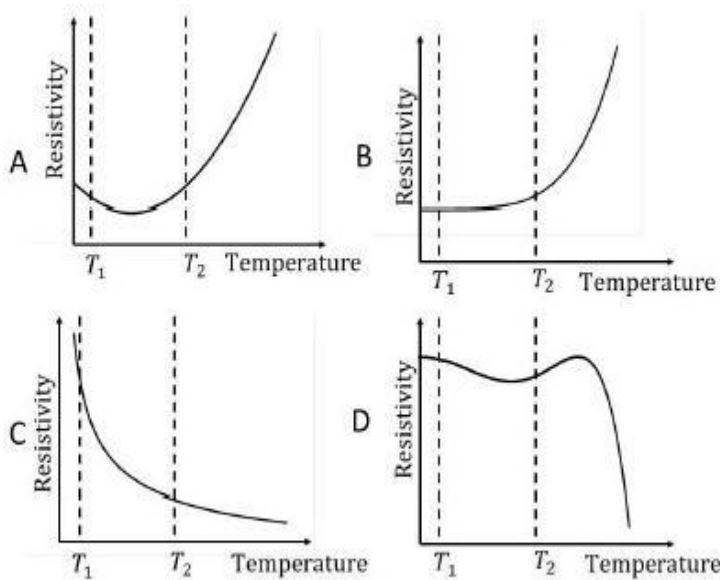 A
Resistivity
T₁
T₂
Temperature
B
Resistivity
T₁
T₂
Temperature
C
Resistivity
T₁
T₂
Temperature
D
Resistivity
T₁
T₂
Temperature